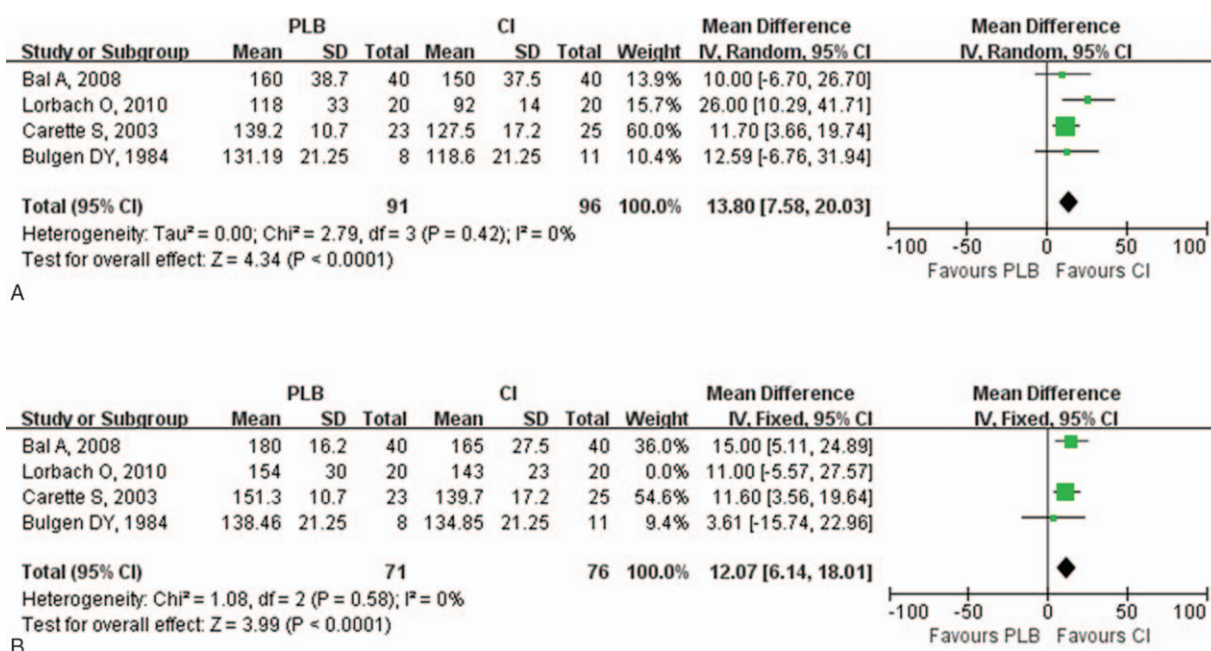 PLB CI Mean Difference Mean Difference
Study or Subgroup Mean SD Total Mean SD Total Weight IV, Random, 95% CI IV, Random, 95% CI
Bal A, 2008 160 38.7 40 150 37.5 40 13.9% 10.00 [-6.70, 26.70]
Lorbach O, 2010 118 33 20 92 14 20 15.7% 26.00 [10.29, 41.71]
Carette S, 2003 139.2 10.7 23 127.5 17.2 25 60.0% 11.70 [3.66, 19.74]
Bulgen DY, 1984 131.19 21.25 8 118.6 21.25 11 10.4% 12.59 [-6.76, 31.94]
Total (95% CI) 91 96 100.0% 13.80 [7.58, 20.03]
Heterogeneity: Tau² = 0.00; Chi² = 2.79, df = 3 (P = 0.42); I² = 0%
Test for overall effect: Z = 4.34 (P < 0.0001)
-100 -50 0 50 100
Favours PLB Favours CI
A
PLB CI Mean Difference Mean Difference
Study or Subgroup Mean SD Total Mean SD Total Weight IV, Fixed, 95% CI IV, Fixed, 95% CI
Bal A, 2008 180 16.2 40 165 27.5 40 36.0% 15.00 [5.11, 24.89]
Lorbach O, 2010 154 30 20 143 23 20 0.0% 11.00 [-5.57, 27.57]
Carette S, 2003 151.3 10.7 23 139.7 17.2 25 54.6% 11.60 [3.56, 19.64]
Bulgen DY, 1984 138.46 21.25 8 134.85 21.25 11 9.4% 3.61 [-15.74, 22.96]
Total (95% CI) 71 76 100.0% 12.07 [6.14, 18.01]
Heterogeneity: Chi² = 1.08, df = 2 (P = 0.58); I² = 0%
Test for overall effect: Z = 3.99 (P < 0.0001)
-100 -50 0 50 100
Favours PLB Favours CI
B